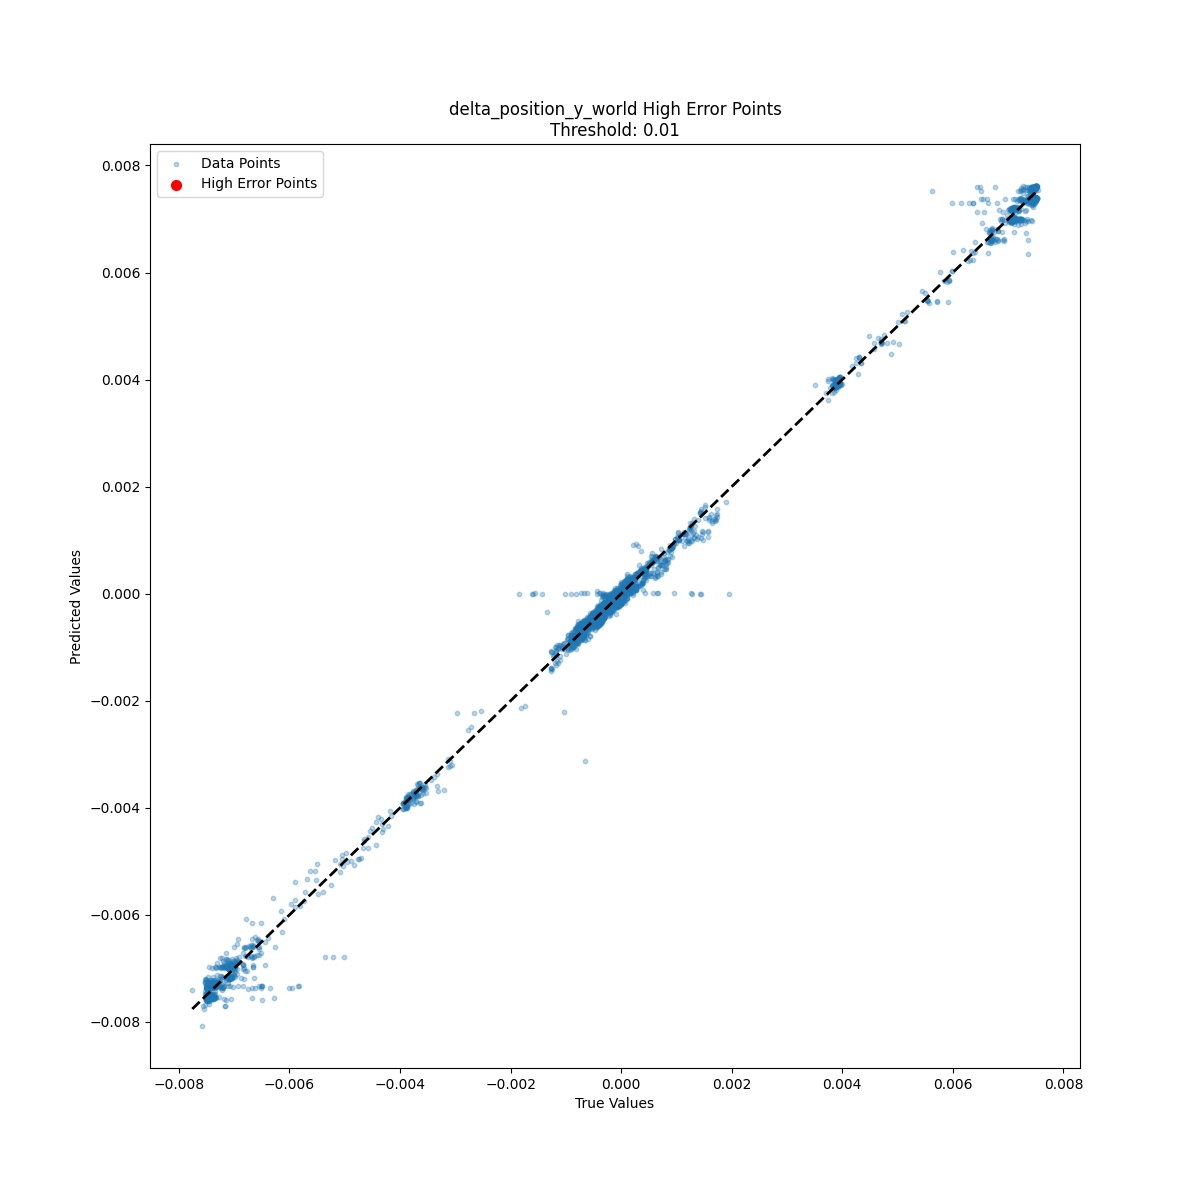 delta_position_y_world High Error Points
Threshold: 0.01
Data Points
High Error Points
0.008
0.006
0.004
0.002
0.000
−0.002
−0.004
−0.006
−0.008
Predicted Values
−0.008 −0.006 −0.004 −0.002 0.000 0.002 0.004 0.006 0.008
True Values